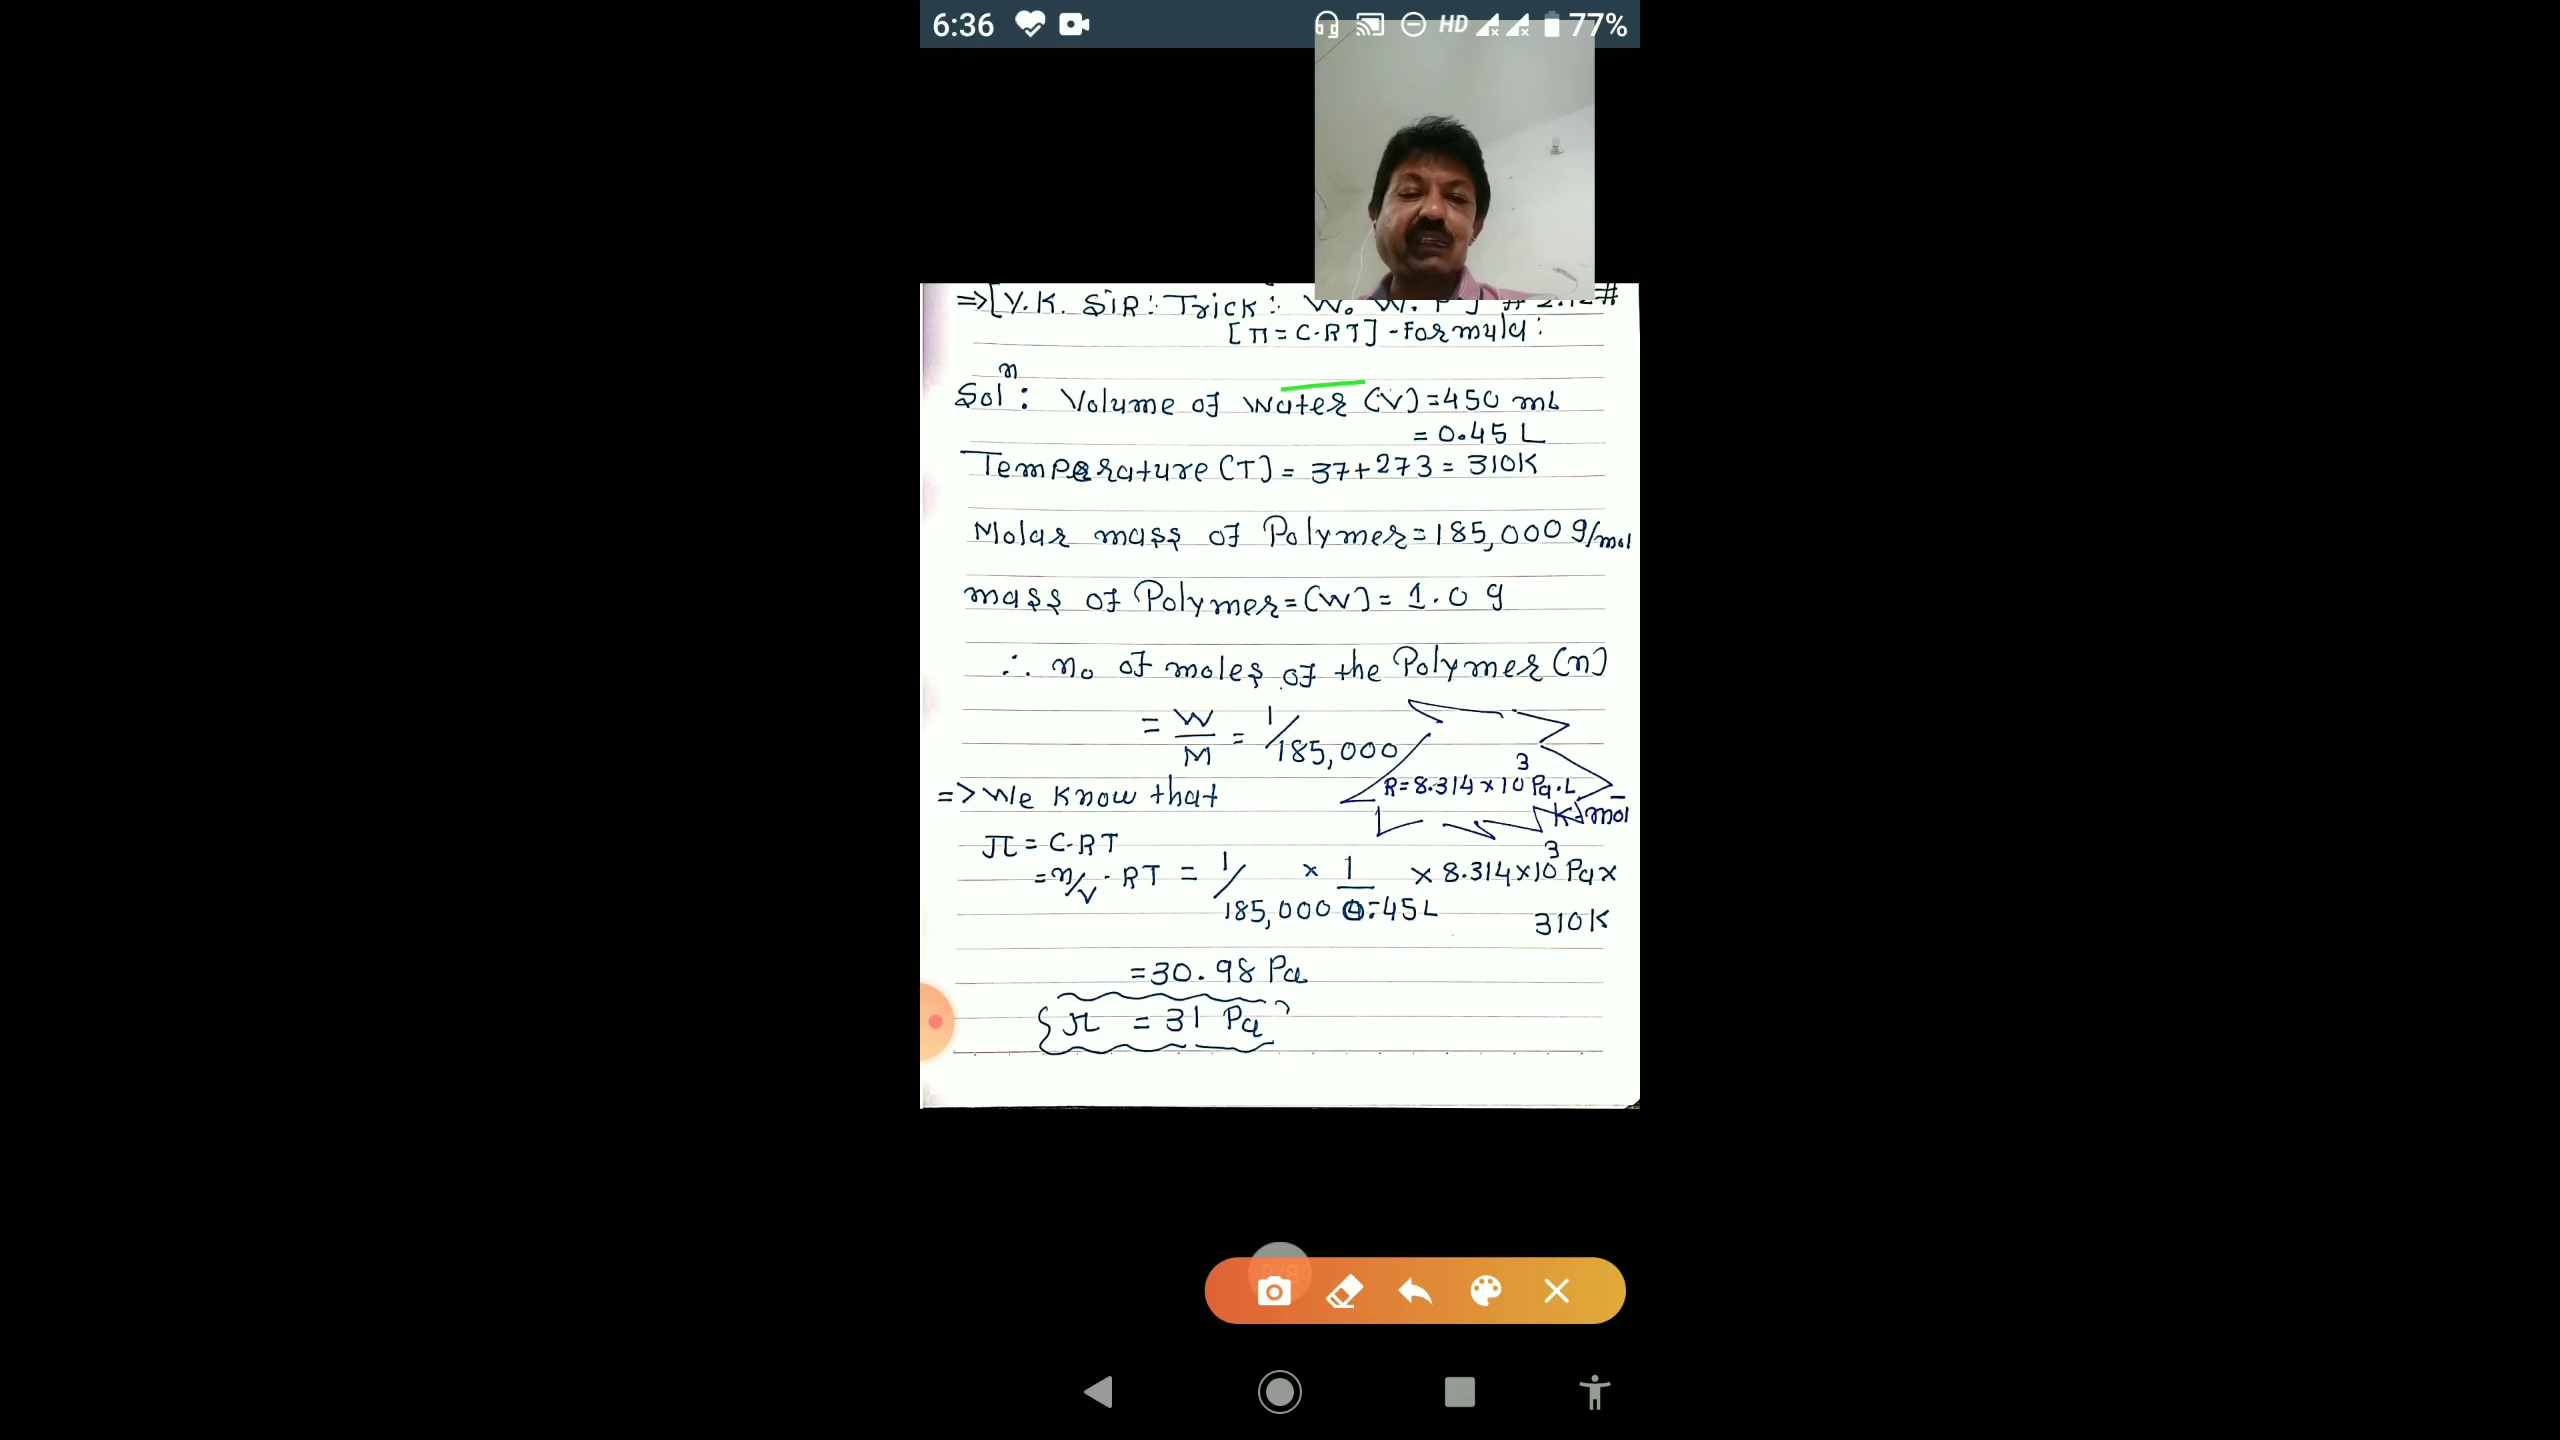 6:36 HD 77%
=>[Y.K. SiR: Trick: W. W. P] # 2.12#
[π = C·RT] - Formula:
Solⁿ: Volume of water (V) = 450 mL
= 0.45 L
Temperature (T) = 37+273 = 310K
Molar mass of Polymer = 185,000 g/mol
mass of Polymer = (W) = 1.0 g
∴ no of moles of the Polymer (n)
= W/M = 1/185,000
R = 8.314 × 10³ Pa·L
=> We Know that K⁻ mol
π = C·RT
= n/V · RT = 1/185,000 × 1/0.45L × 8.314×10³ Pa×
310K
= 30.98 Pa
π = 31 Pa